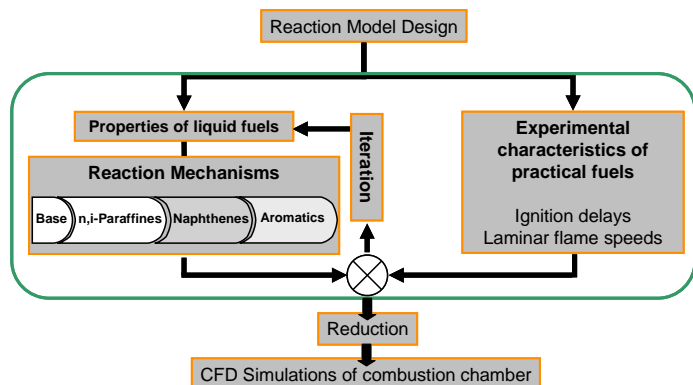 Reaction Model Design
Properties of liquid fuels
Iteration
Reaction Mechanisms
Base
n,i-Paraffines
Naphthenes
Aromatics
Experimental
characteristics of
practical fuels
Ignition delays
Laminar flame speeds
Reduction
CFD Simulations of combustion chamber